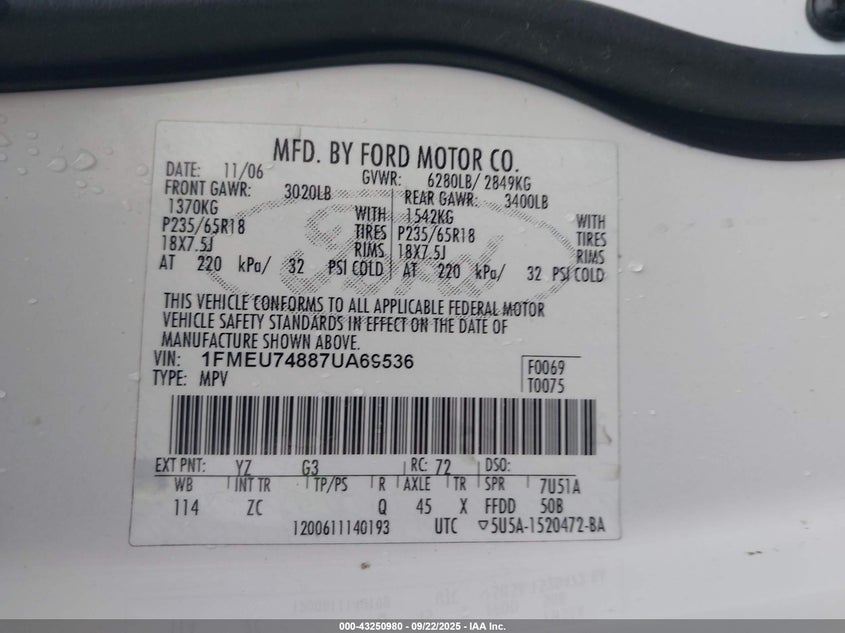 MFD. BY FORD MOTOR CO.
DATE: 11/06 GVWR: 6280LB/ 2849KG
FRONT GAWR: 3020LB REAR GAWR: 3400LB
1370KG WITH 1542KG WITH
P235/65R18 TIRES P235/65R18 TIRES
18X7.5J RIMS 18X7.5J RIMS
AT 220 kPa/ 32 PSI COLD AT 220 kPa/ 32 PSI COLD
Ford
THIS VEHICLE CONFORMS TO ALL APPLICABLE FEDERAL MOTOR
VEHICLE SAFETY STANDARDS IN EFFECT ON THE DATE OF
MANUFACTURE SHOWN ABOVE.
VIN: 1FMEU74887UA69536 F0069
TYPE: MPV T0075
EXT PNT: YZ G3 RC: 72 DSO:
WB INT TR TP/PS R AXLE TR SPR 7U51A
114 ZC Q 45 X FFDD 50B
1200611140193 UTC ▽5U5A-1520472-BA
000-43250980 - 09/22/2025 - IAA Inc.